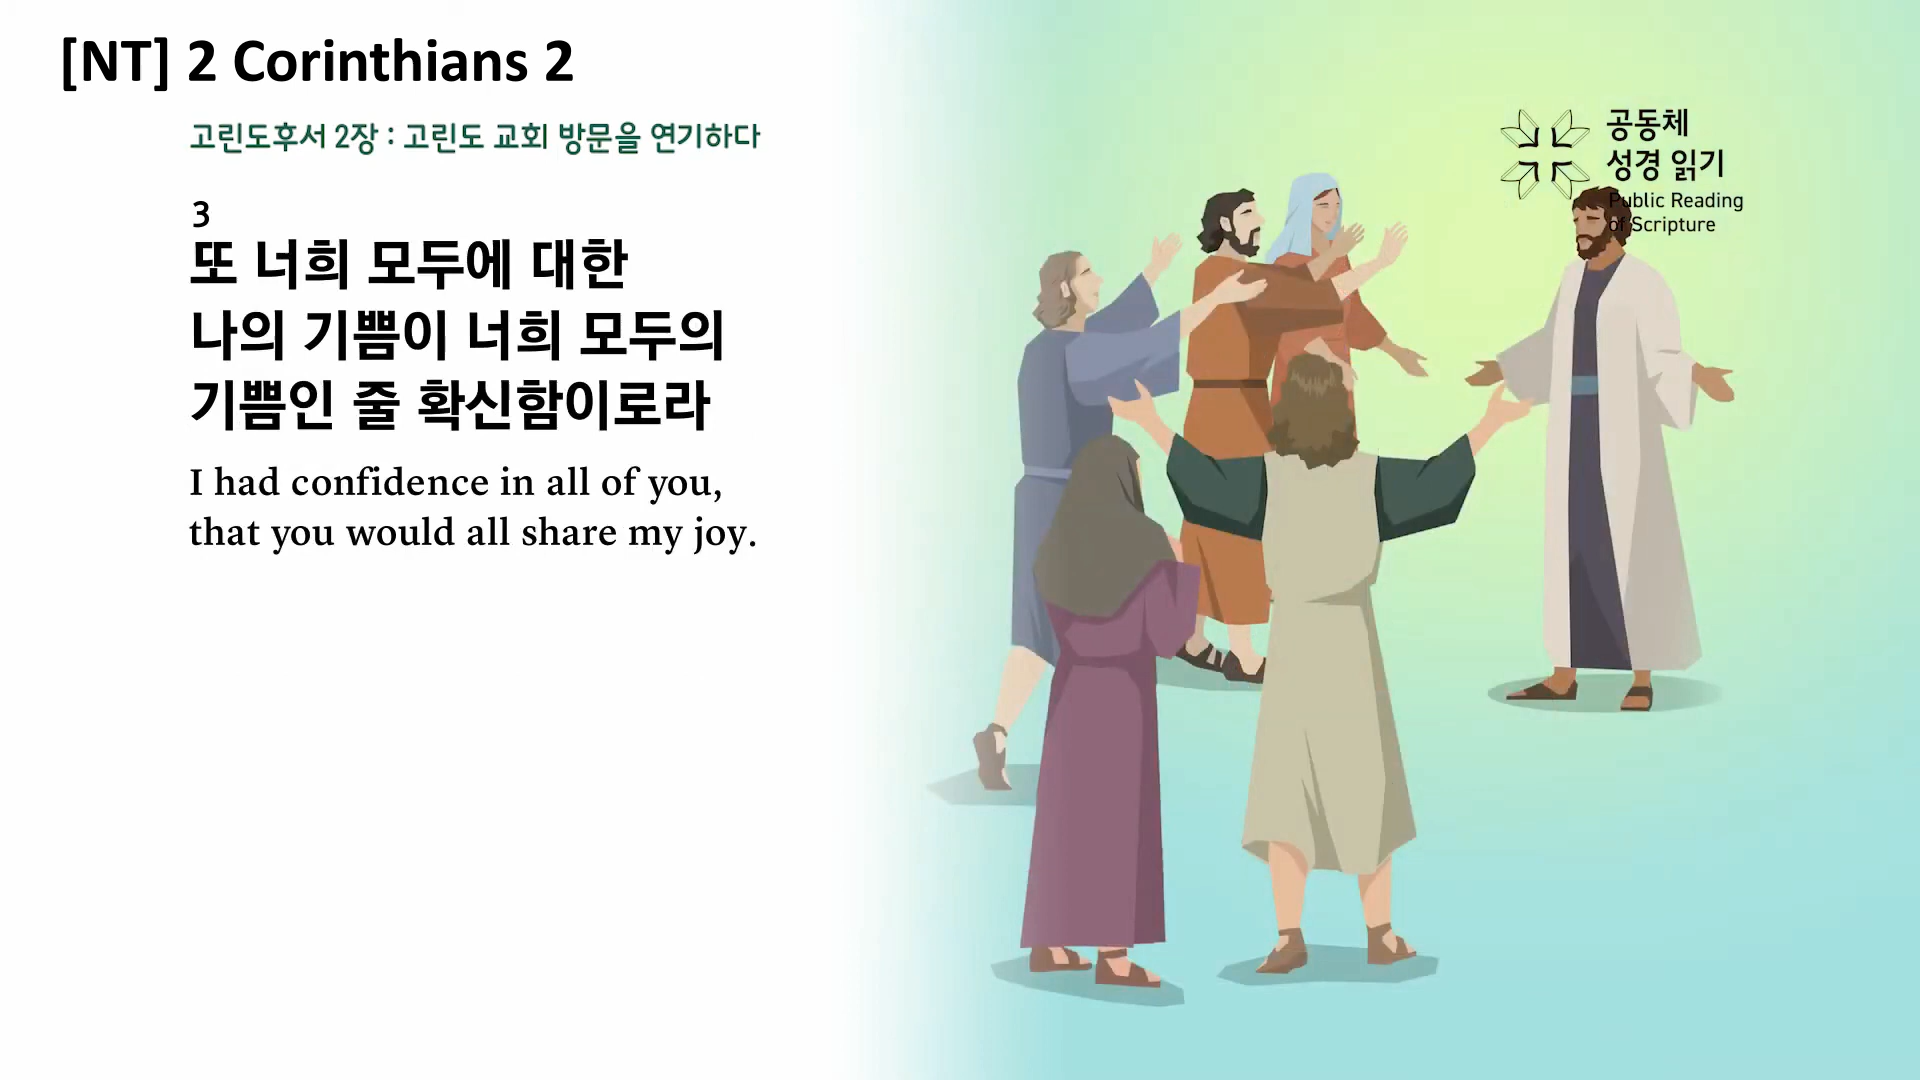 [NT] 2 Corinthians 2
고린도후서 2장 : 고린도 교회 방문을 연기하다
3
또 너희 모두에 대한
나의 기쁨이 너희 모두의
기쁨인 줄 확신함이로라
I had confidence in all of you,
that you would all share my joy.
공동체
성경 읽기
Public Reading
of Scripture